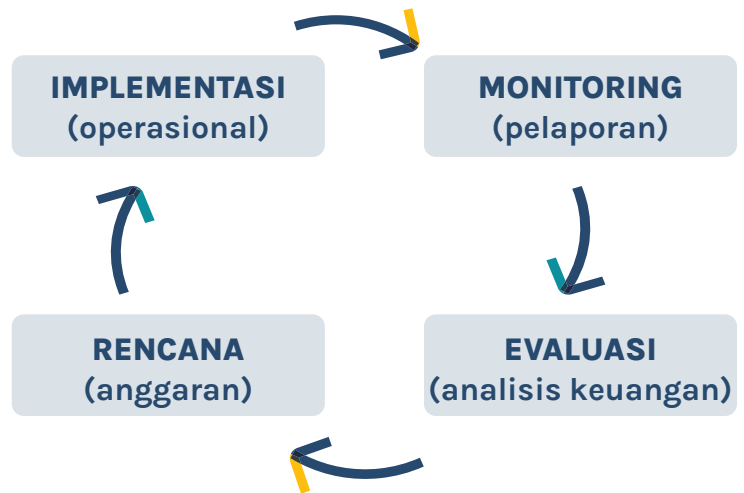 IMPLEMENTASI
(operasional)
MONITORING
(pelaporan)
RENCANA
(anggaran)
EVALUASI
(analisis keuangan)